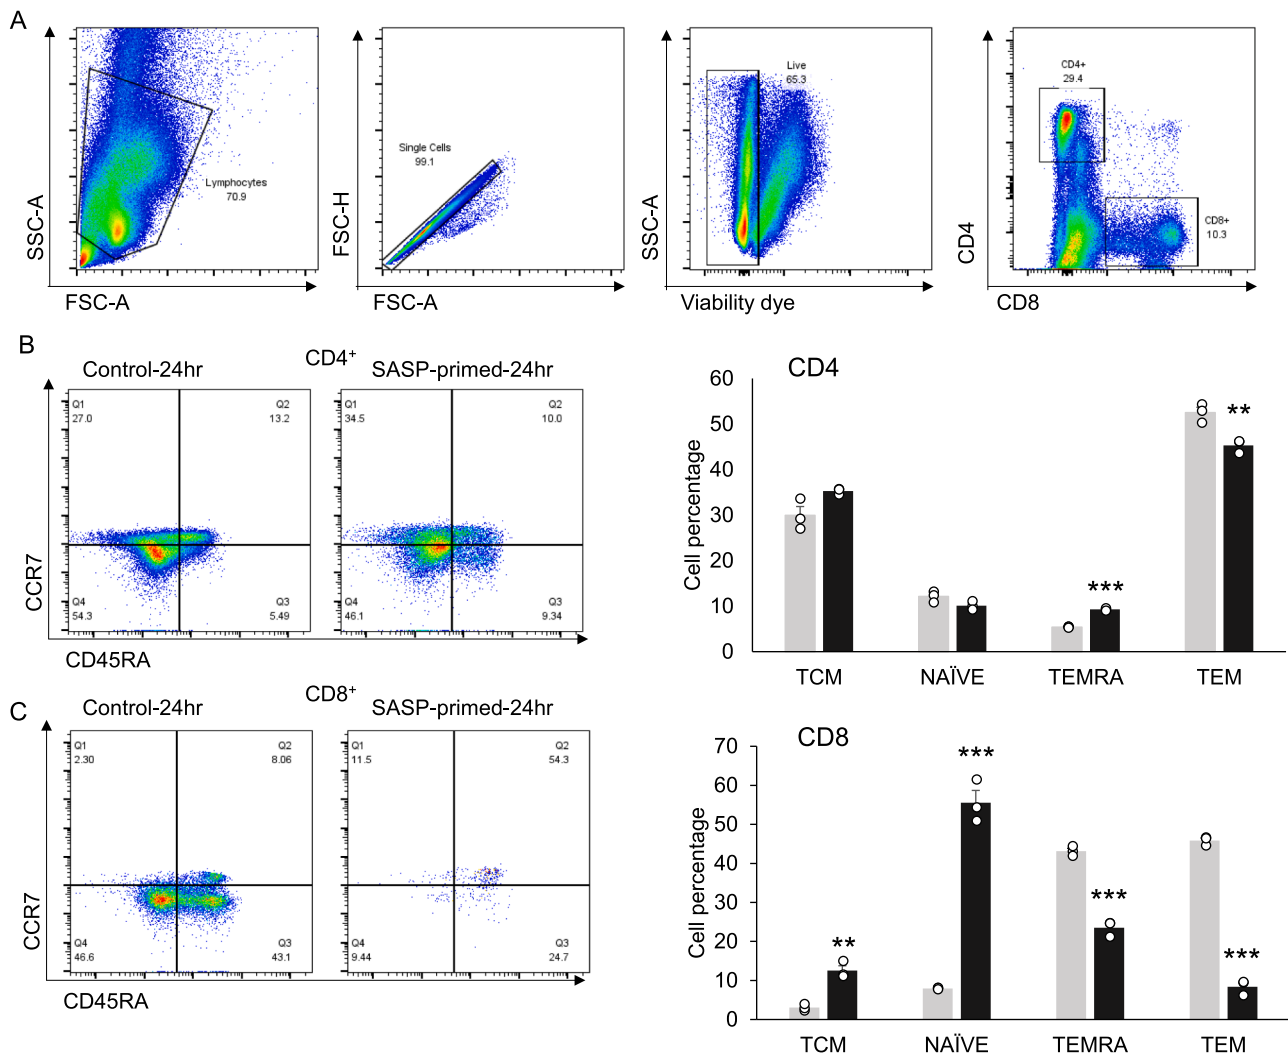 A
SSC-A
Lymphocytes
70.9
FSC-A
FSC-H
Single Cells
99.1
FSC-A
SSC-A
Live
65.3
Viability dye
CD4
CD4+
29.4
CD8+
10.3
CD8
B
CD4+
Control-24hr
SASP-primed-24hr
CCR7
Q1
27.0
Q2
13.2
Q4
54.3
Q3
5.49
Q1
34.5
Q2
10.0
Q4
46.1
Q3
9.34
CD45RA
CD4
Cell percentage
60
50
40
30
20
10
0
**
***
TCM
NAÏVE
TEMRA
TEM
C
CD8+
Control-24hr
SASP-primed-24hr
CCR7
Q1
2.30
Q2
8.06
Q4
46.6
Q3
43.1
Q1
11.5
Q2
54.3
Q4
9.44
Q3
24.7
CD45RA
CD8
Cell percentage
70
60
50
40
30
20
10
0
**
***
***
***
TCM
NAÏVE
TEMRA
TEM